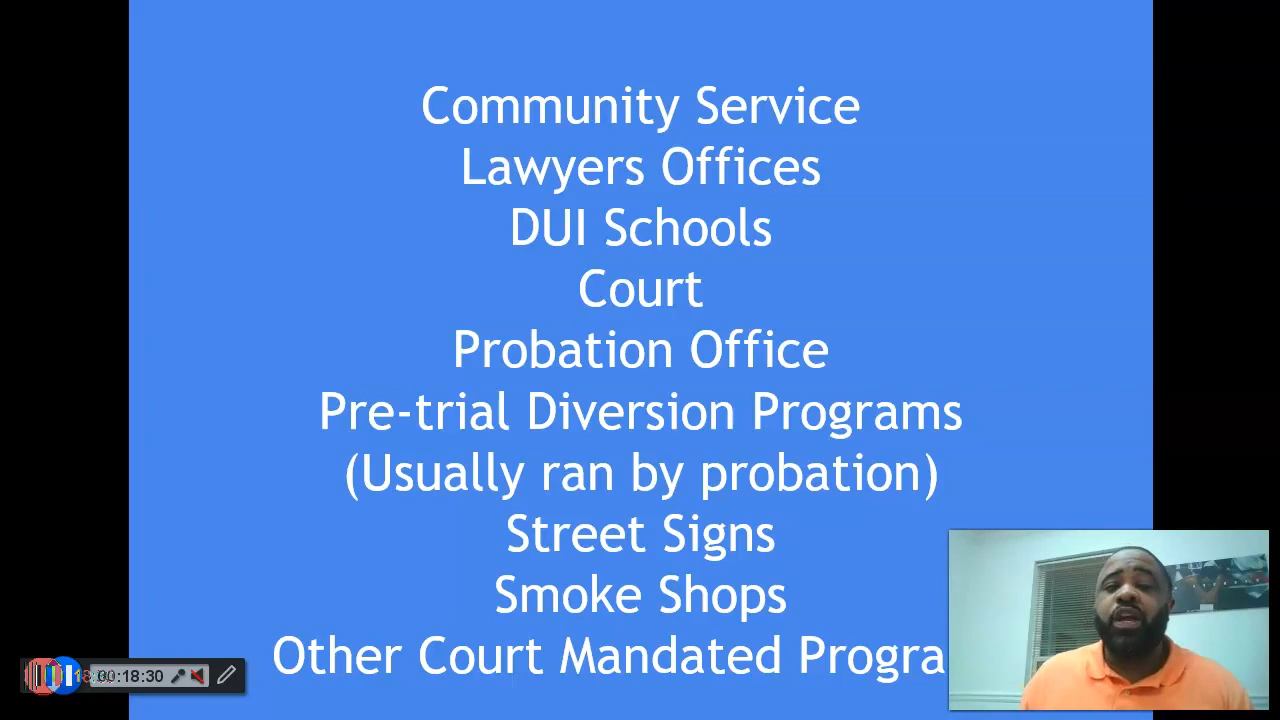 Community Service
Lawyers Offices
DUI Schools
Court
Probation Office
Pre-trial Diversion Programs
(Usually ran by probation)
Street Signs
Smoke Shops
Other Court Mandated Progra
00:18:30